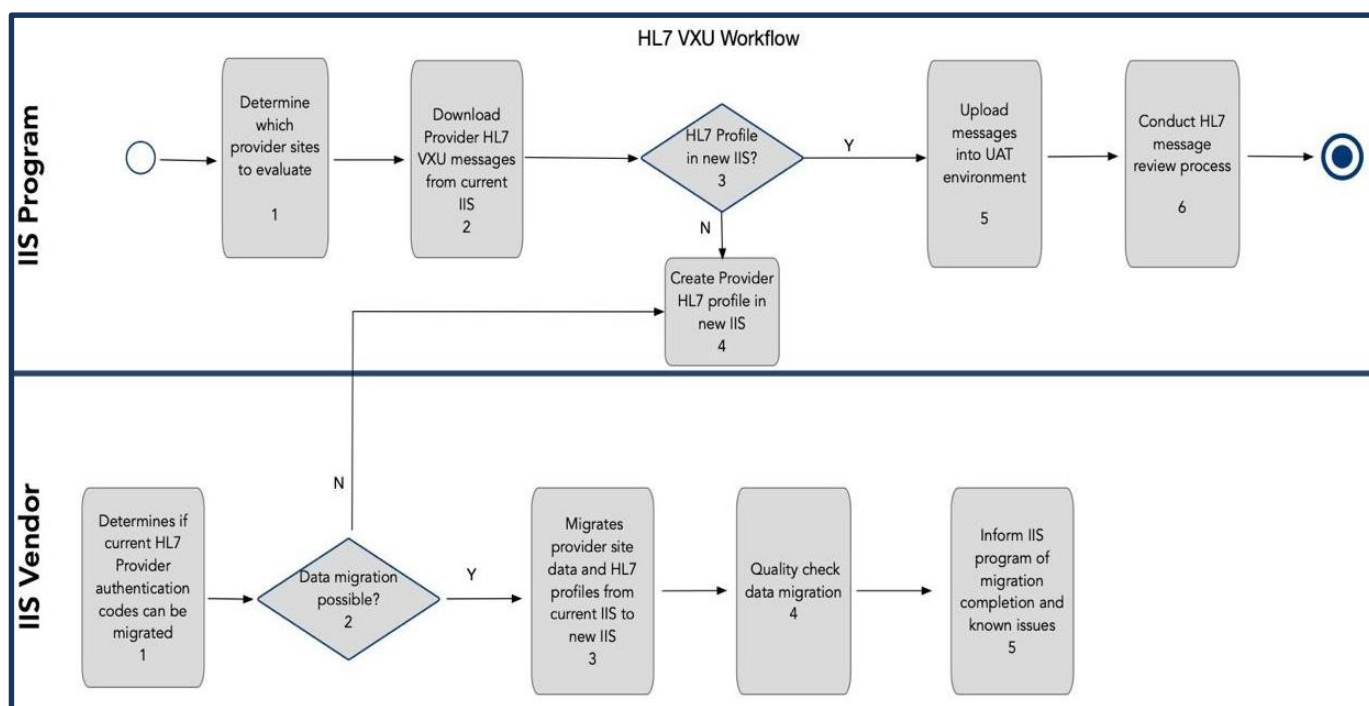 HL7 VXU Workflow
IIS Program
Determine
which
provider sites
to evaluate
1
Download
Provider HL7
VXU messages
from current
IIS
2
HL7 Profile
in new IIS?
3
Y
N
Create Provider
HL7 profile in
new IIS
4
Upload
messages
into UAT
environment
5
Conduct HL7
message
review process
6
IIS Vendor
Determines if
current HL7
Provider
authentication
codes can be
migrated
1
Data migration
possible?
2
N
Y
Migrates
provider site
data and HL7
profiles from
current IIS to
new IIS
3
Quality check
data migration
4
Inform IIS
program of
migration
completion and
known issues
5